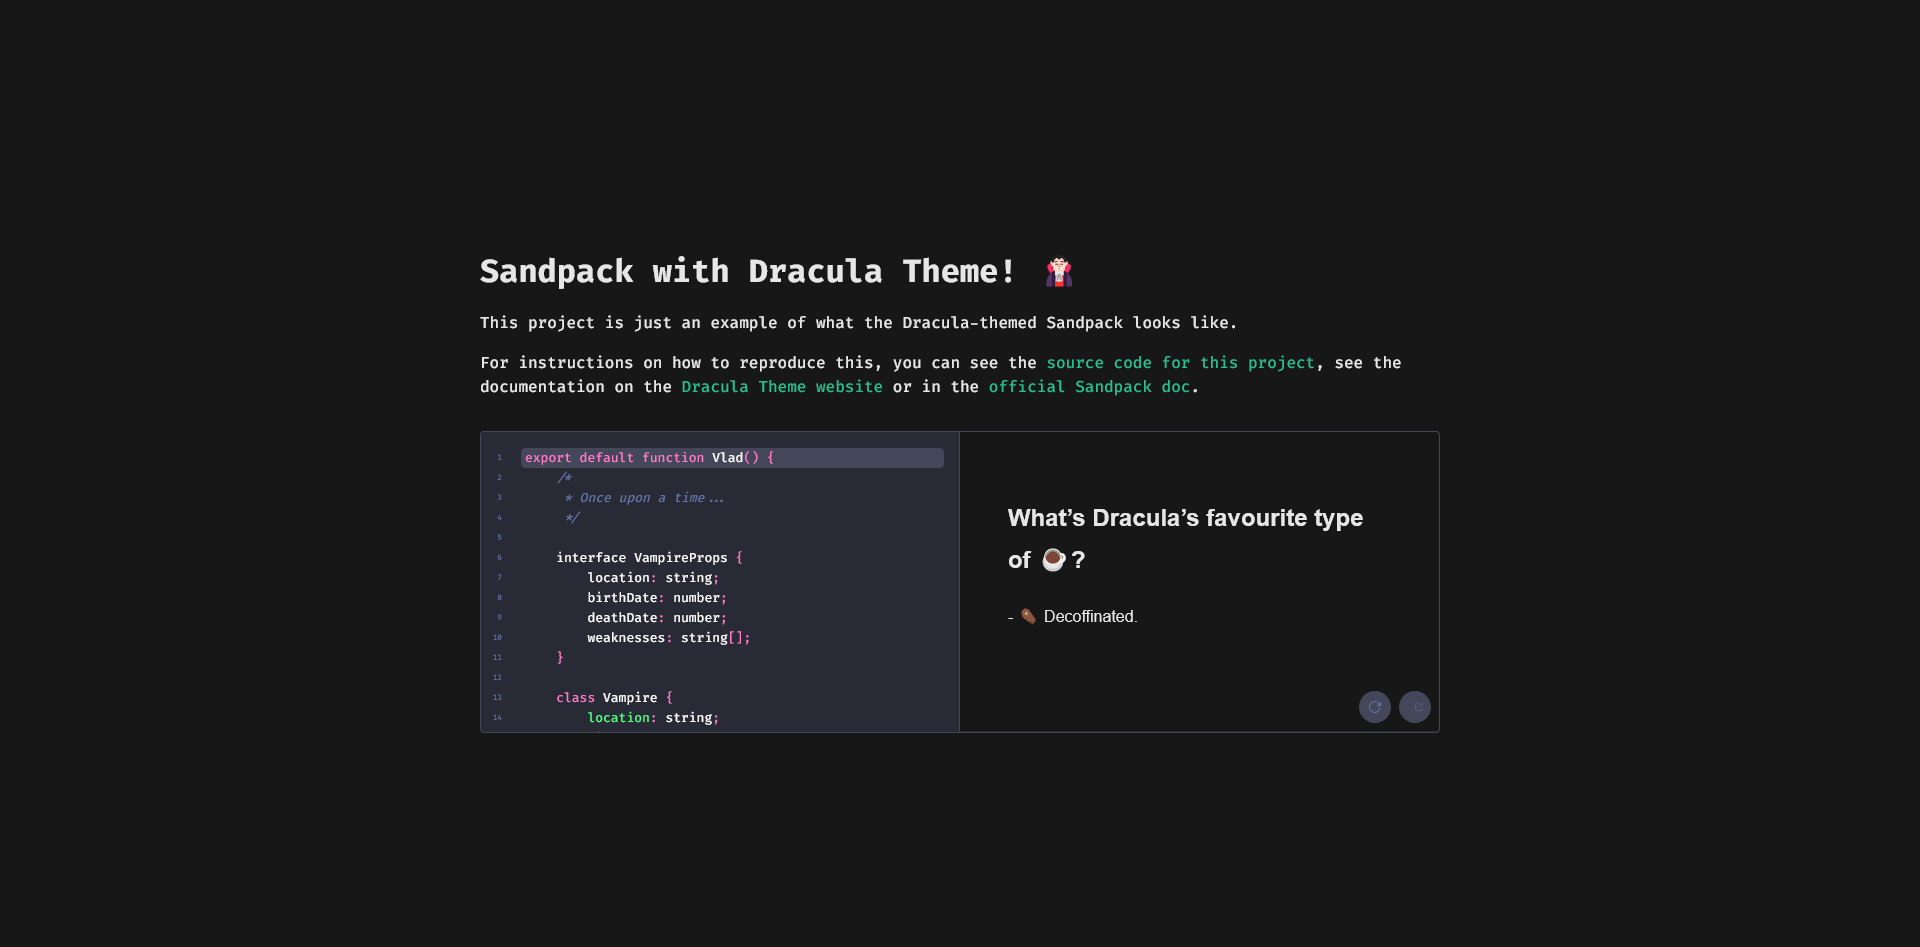 Sandpack with Dracula Theme! 🧛🏻
This project is just an example of what the Dracula-themed Sandpack looks like.
For instructions on how to reproduce this, you can see the source code for this project, see the
documentation on the Dracula Theme website or in the official Sandpack doc.
1 export default function Vlad() {
2 /*
3 * Once upon a time...
4 */
5
6 interface VampireProps {
7 location: string;
8 birthDate: number;
9 deathDate: number;
10 weaknesses: string[];
11 }
12
13 class Vampire {
14 location: string;
What’s Dracula’s favourite type
of ☕?
- ⚰️ Decoffinated.